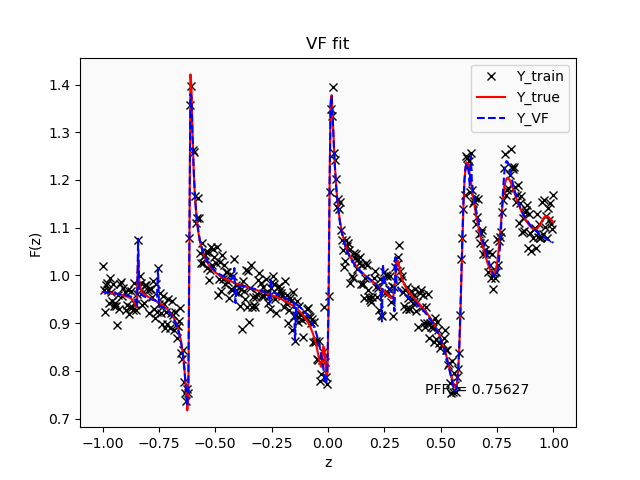 VF fit
Y_train
Y_true
Y_VF
F(z)
1.4
1.3
1.2
1.1
1.0
0.9
0.8
0.7
PFR = 0.75627
−1.00 −0.75 −0.50 −0.25 0.00 0.25 0.50 0.75 1.00
z